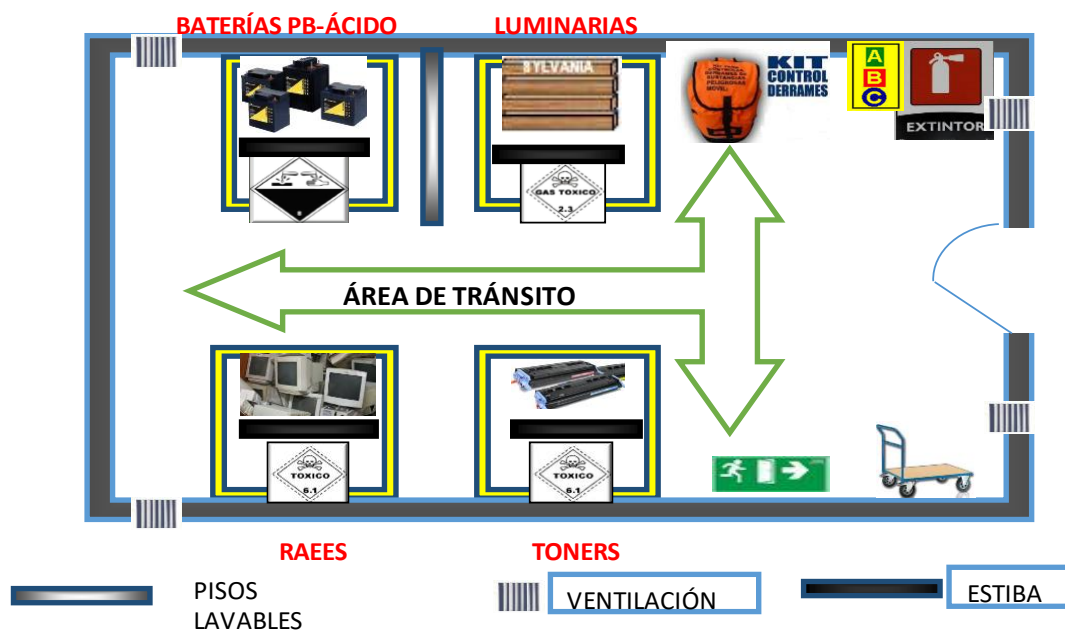 BATERÍAS PB-ÁCIDO
LUMINARIAS
SYLVANIA
KIT
CONTROL
DERRAMES
A
B
C
EXTINTOR
8
GAS TOXICO
2.3
ÁREA DE TRÁNSITO
TOXICO
6.1
TOXICO
6.1
RAEES
TONERS
PISOS
LAVABLES
VENTILACIÓN
ESTIBA